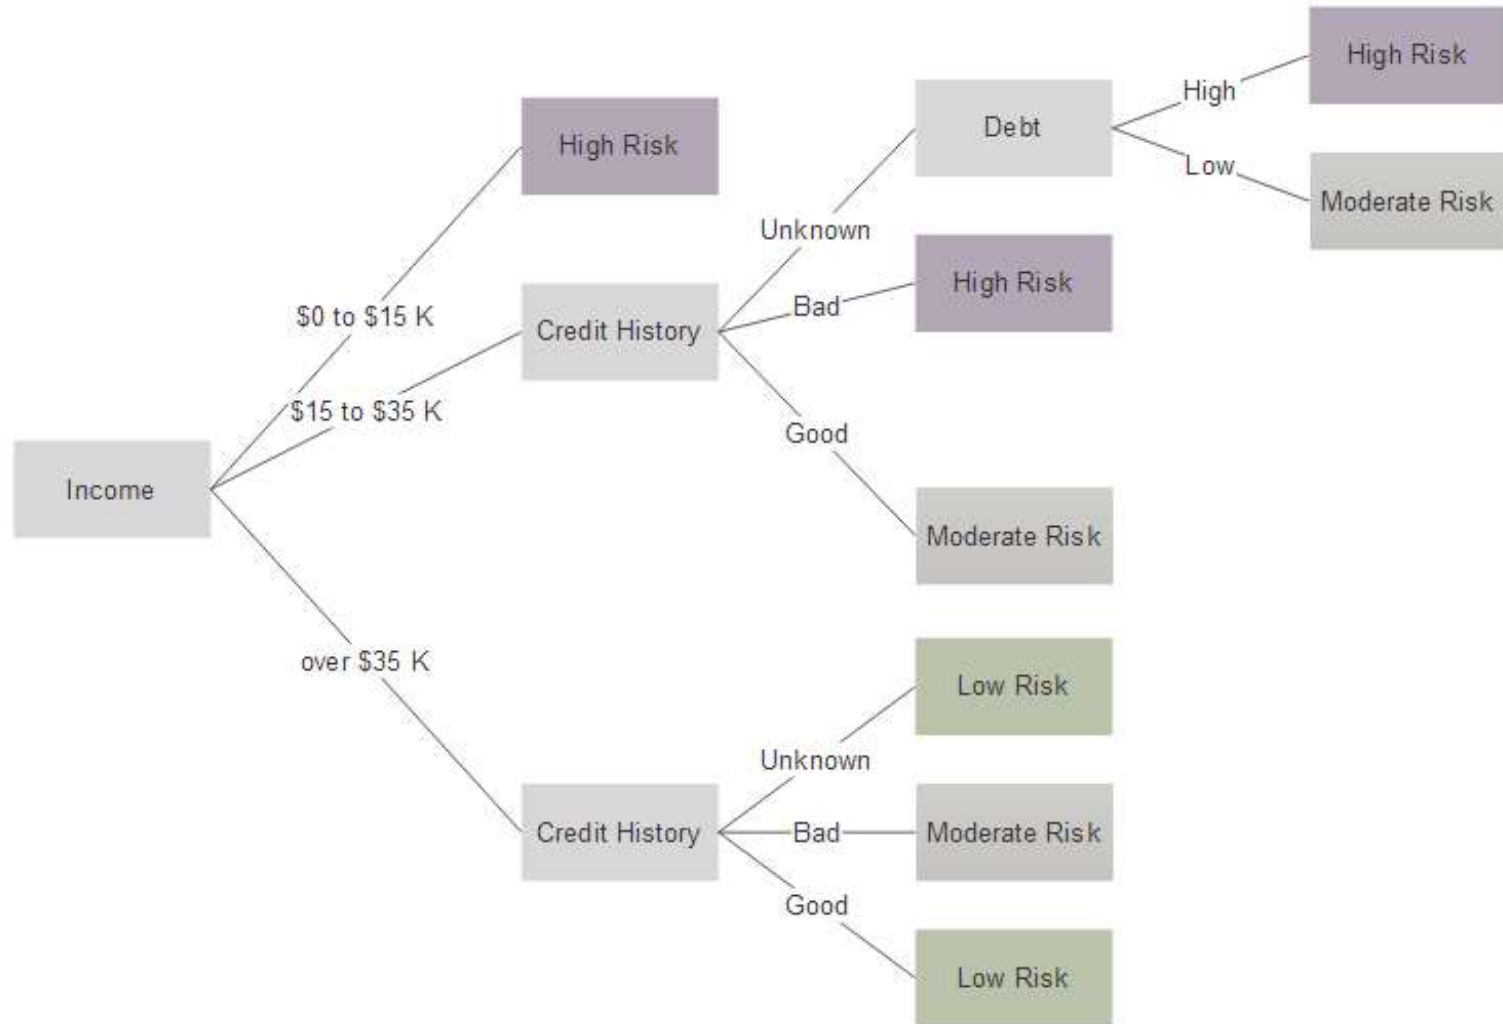 High Risk
High
Debt
High Risk
Low
Moderate Risk
Unknown
High Risk
Bad
$0 to $15 K
Credit History
$15 to $35 K
Good
Income
Moderate Risk
over $35 K
Low Risk
Unknown
Credit History
Bad
Moderate Risk
Good
Low Risk